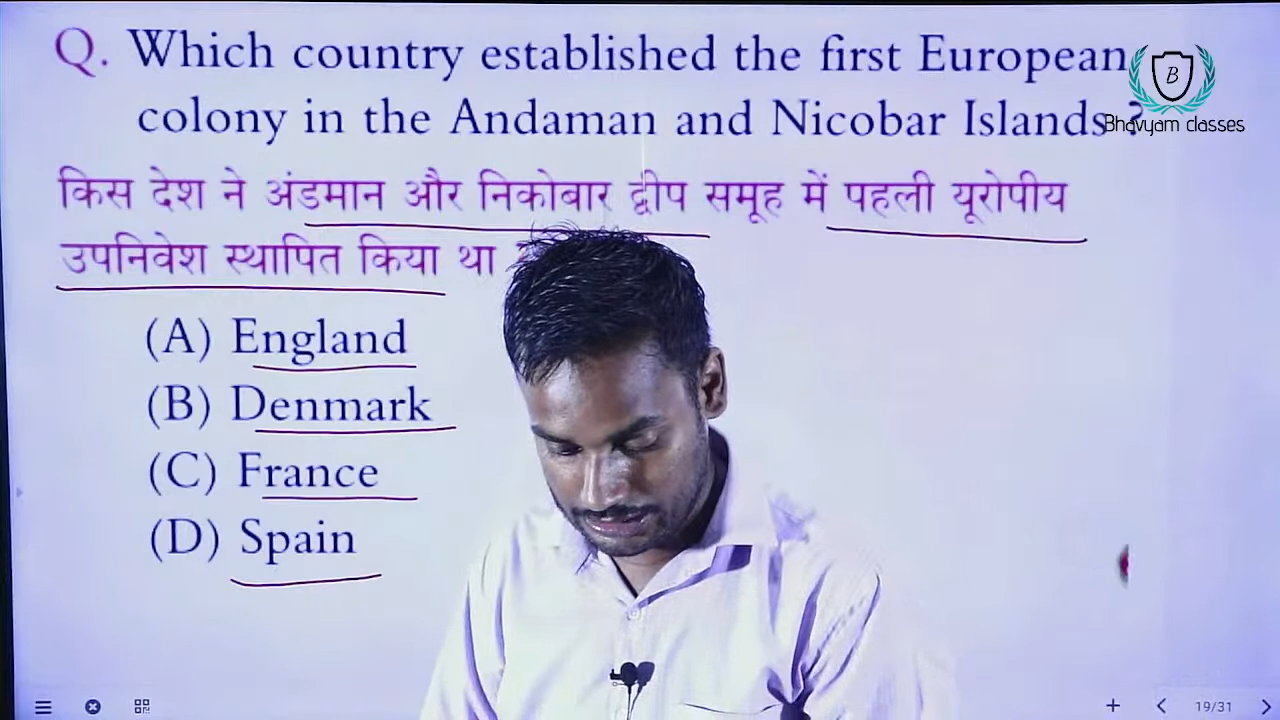 Q. Which country established the first European
colony in the Andaman and Nicobar Islands ?
B
Bhavyam classes
किस देश ने अंडमान और निकोबार द्वीप समूह में पहली यूरोपीय
उपनिवेश स्थापित किया था
(A) England
(B) Denmark
(C) France
(D) Spain
19/31